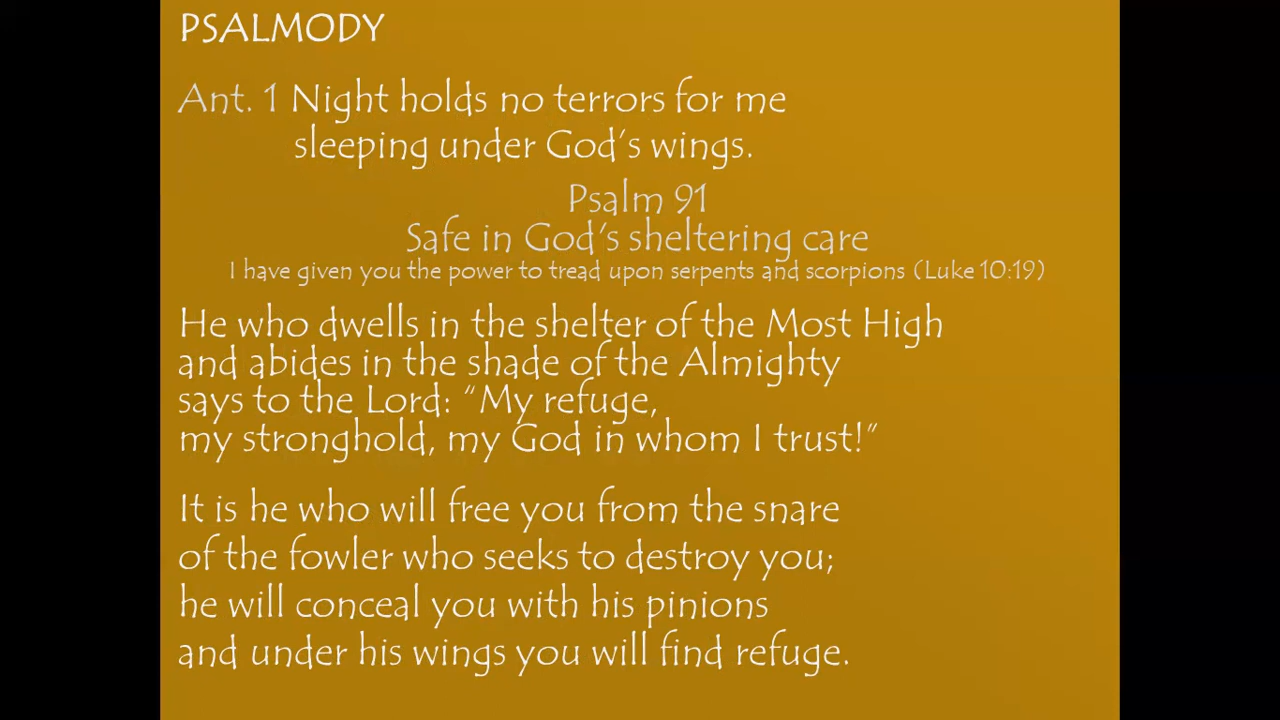 PSALMODY
Ant. 1 Night holds no terrors for me
sleeping under God’s wings.
Psalm 91
Safe in God’s sheltering care
I have given you the power to tread upon serpents and scorpions (Luke 10:19)
He who dwells in the shelter of the Most High
and abides in the shade of the Almighty
says to the Lord: “My refuge,
my stronghold, my God in whom I trust!”
It is he who will free you from the snare
of the fowler who seeks to destroy you;
he will conceal you with his pinions
and under his wings you will find refuge.